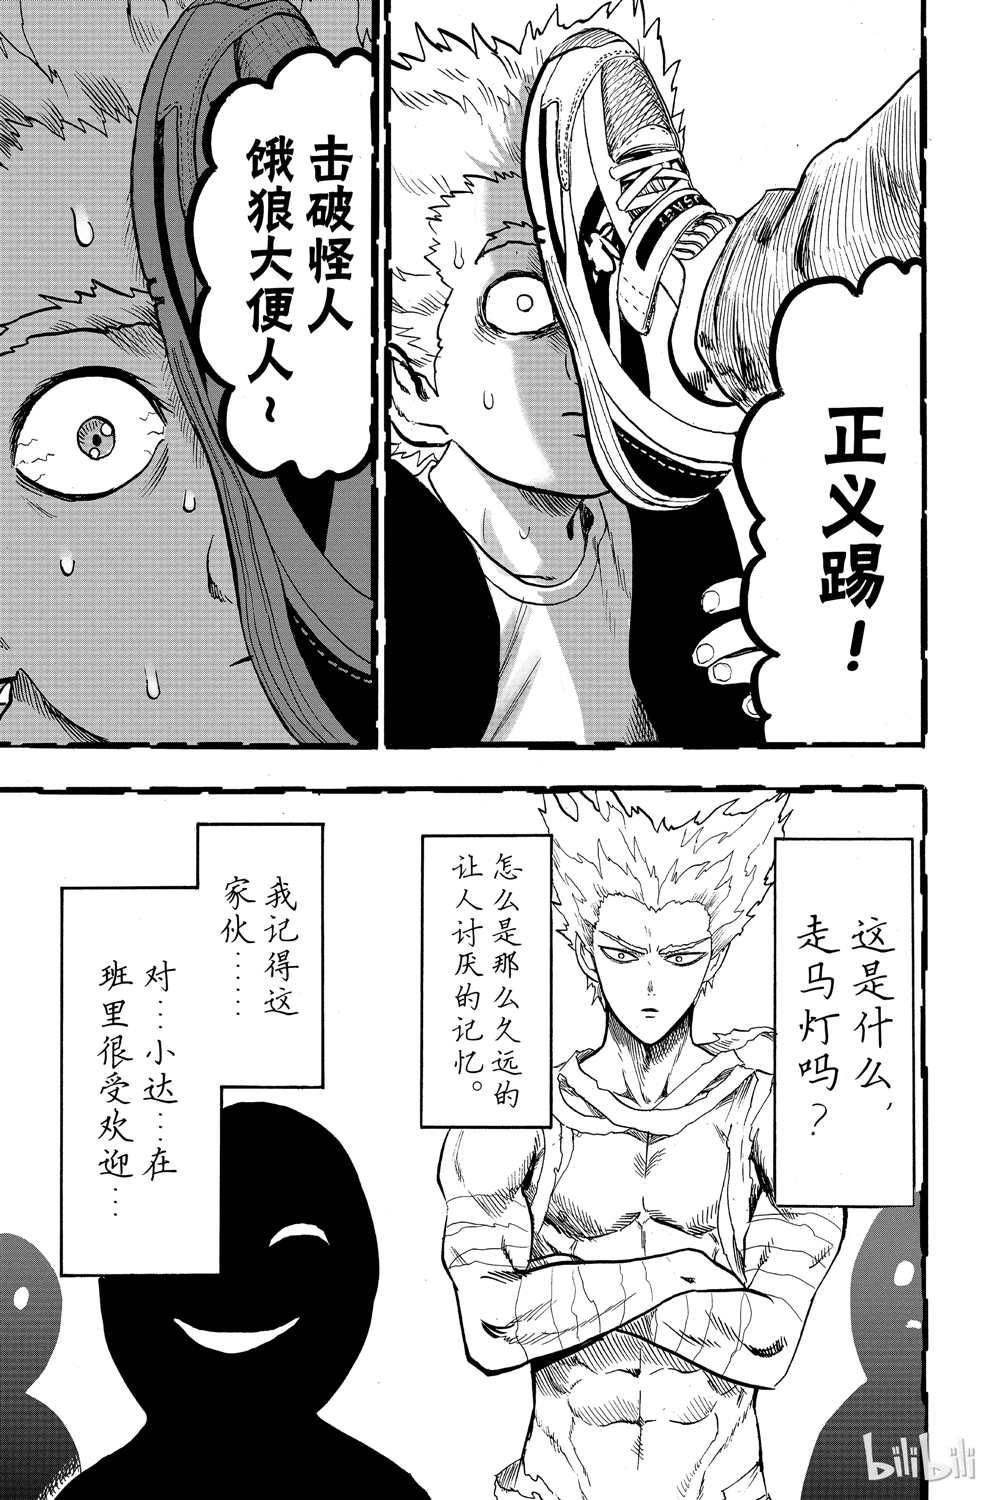 正义踢！
击破怪人
饿狼大便人～
这是什么，
走马灯吗？
怎么是那么久远的
让人讨厌的记忆。
我记得这
家伙……
对…小达…在
班里很受欢迎…
bilibili